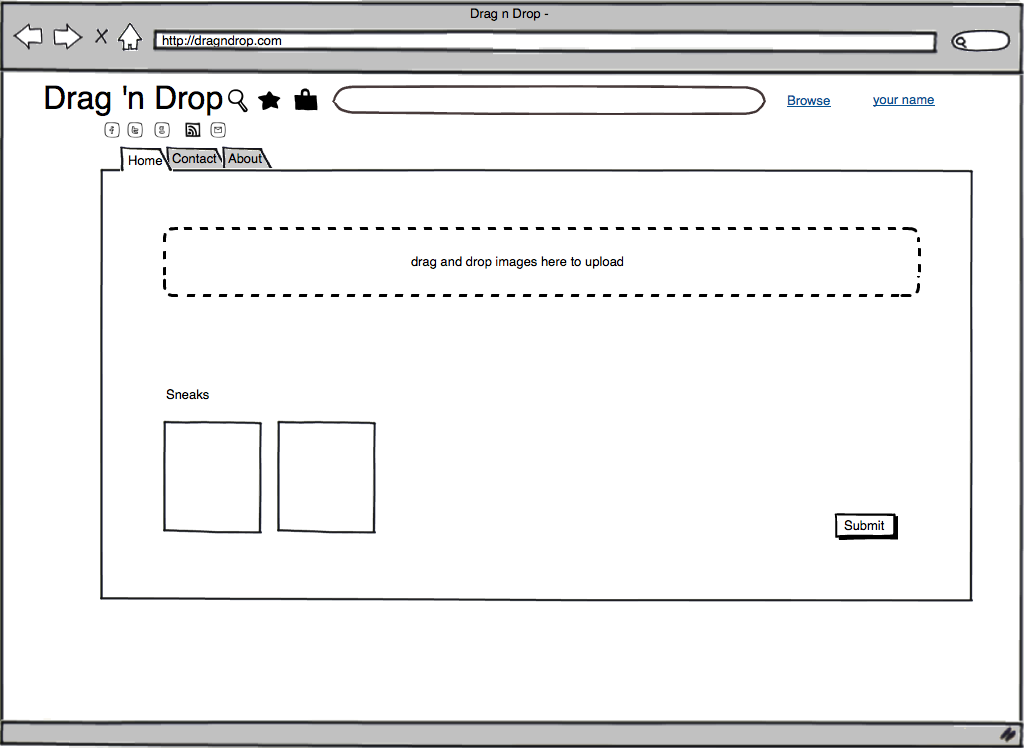 Drag n Drop -
http://dragndrop.com
Drag 'n Drop
Browse
your name
Home
Contact
About
drag and drop images here to upload
Sneaks
Submit